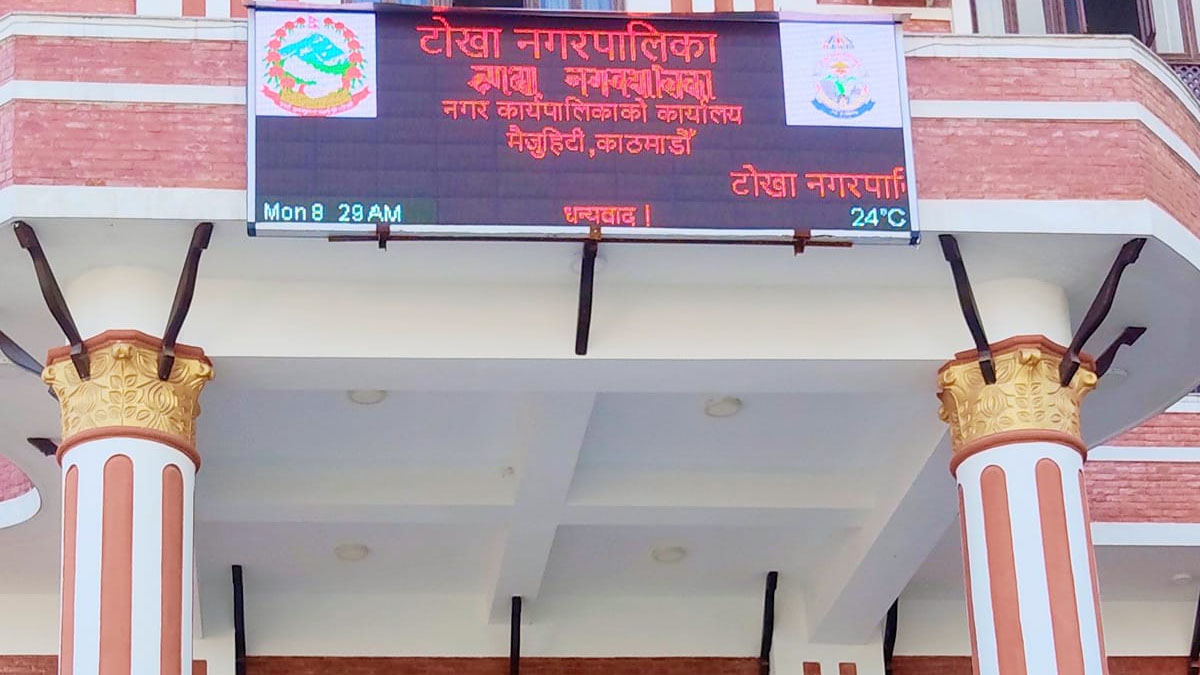 टोखा नगरपालिका
नगर कार्यपालिकाको कार्यालय
मैजुहिटी,काठमाडौँ
टोखा नगरपालि
Mon 8 29 AM
धन्यवाद ।
24°C